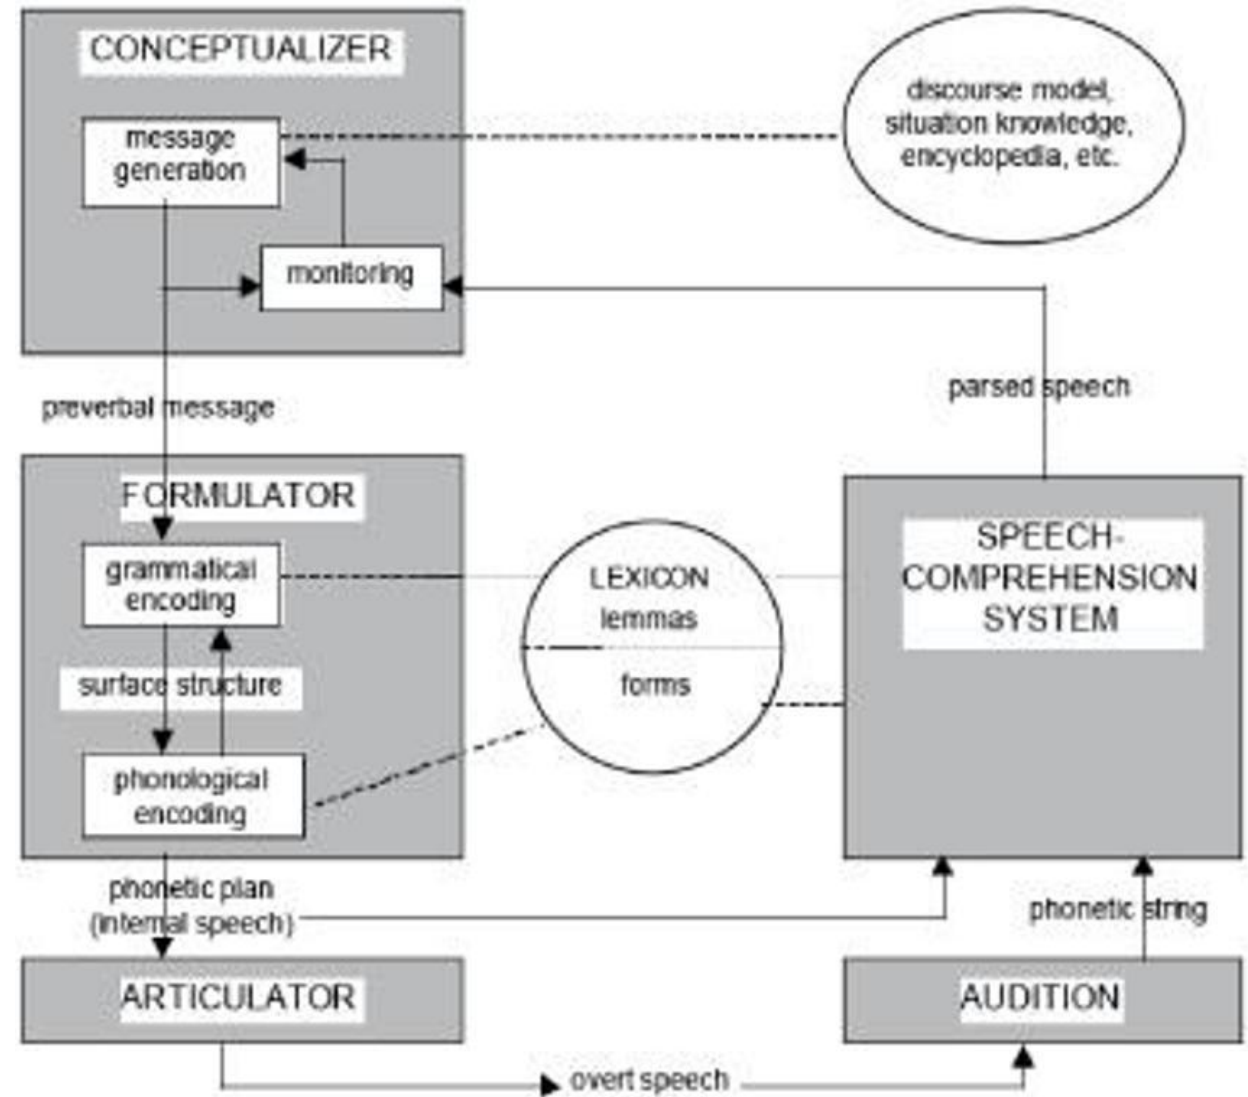 CONCEPTUALIZER
message
generation
monitoring
discourse model,
situation knowledge,
encyclopedia, etc.
preverbal message
parsed speech
FORMULATOR
grammatical
encoding
surface structure
phonological
encoding
LEXICON
lemmas
forms
SPEECH-
COMPREHENSION
SYSTEM
phonetic plan
(internal speech)
phonetic string
ARTICULATOR
AUDITION
overt speech